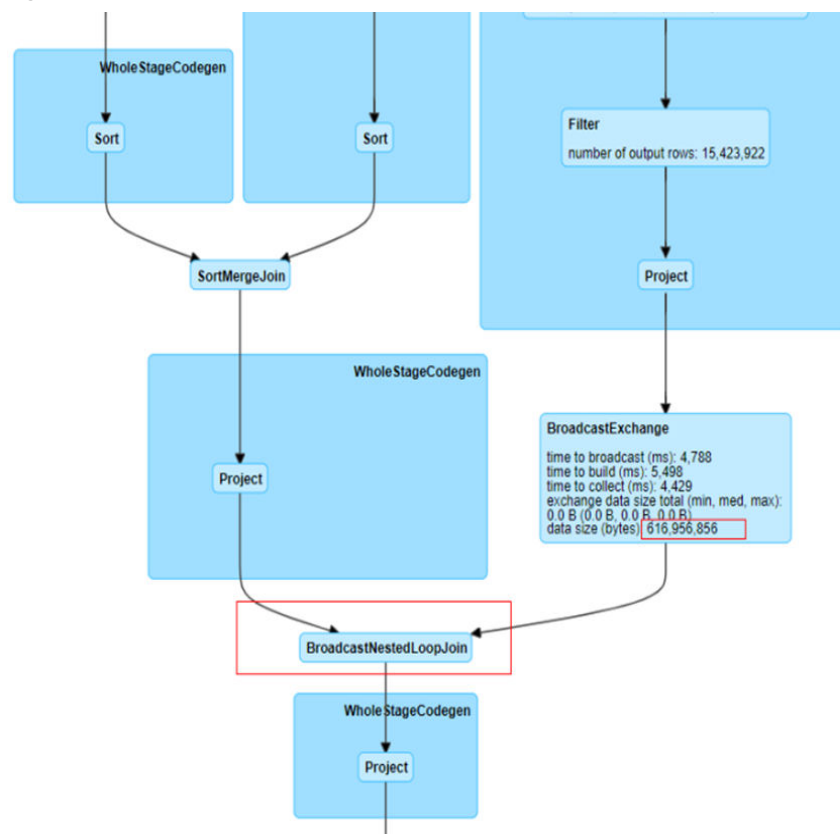 WholeStageCodegen
Sort
Sort
Filter
number of output rows: 15,423,922
SortMergeJoin
Project
WholeStageCodegen
Project
BroadcastExchange
time to broadcast (ms): 4,788
time to build (ms): 5,498
time to collect (ms): 4,429
exchange data size total (min, med, max):
0.0 B (0.0 B, 0.0 B, 0.0 B)
data size (bytes) 616,956,856
BroadcastNestedLoopJoin
WholeStageCodegen
Project